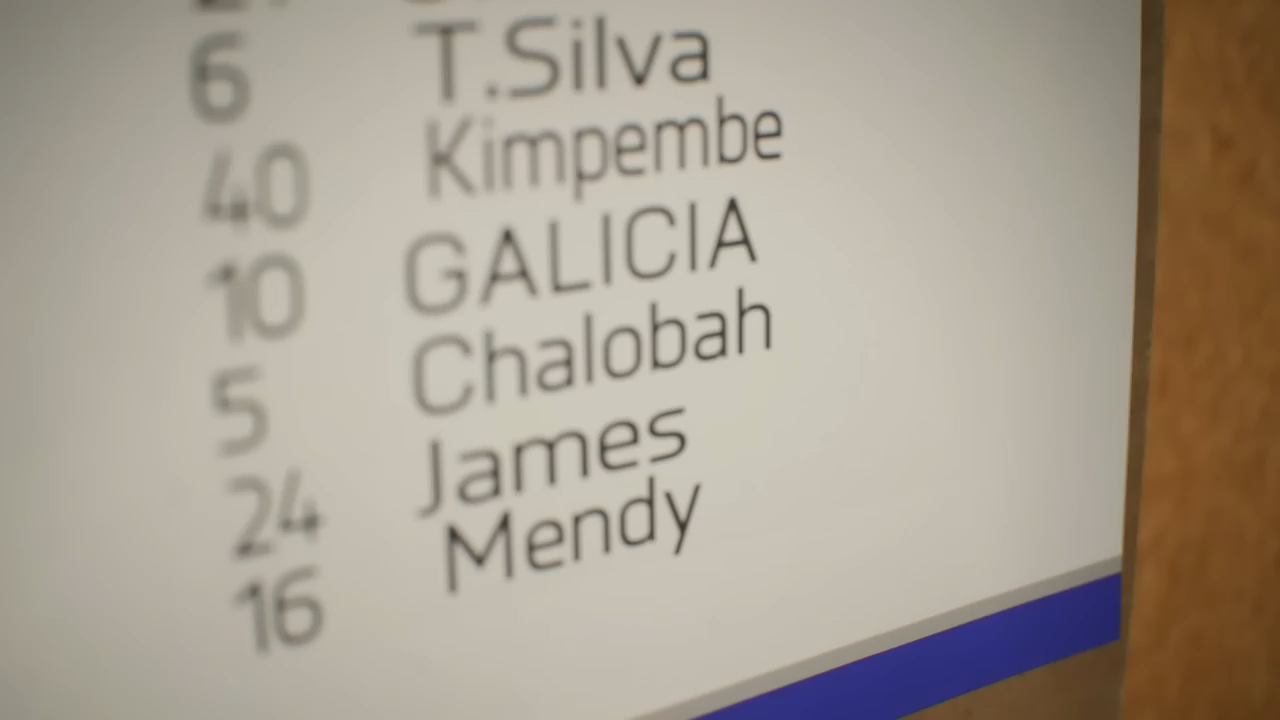 6 T.Silva
40 Kimpembe
10 GALICIA
5 Chalobah
24 James
16 Mendy